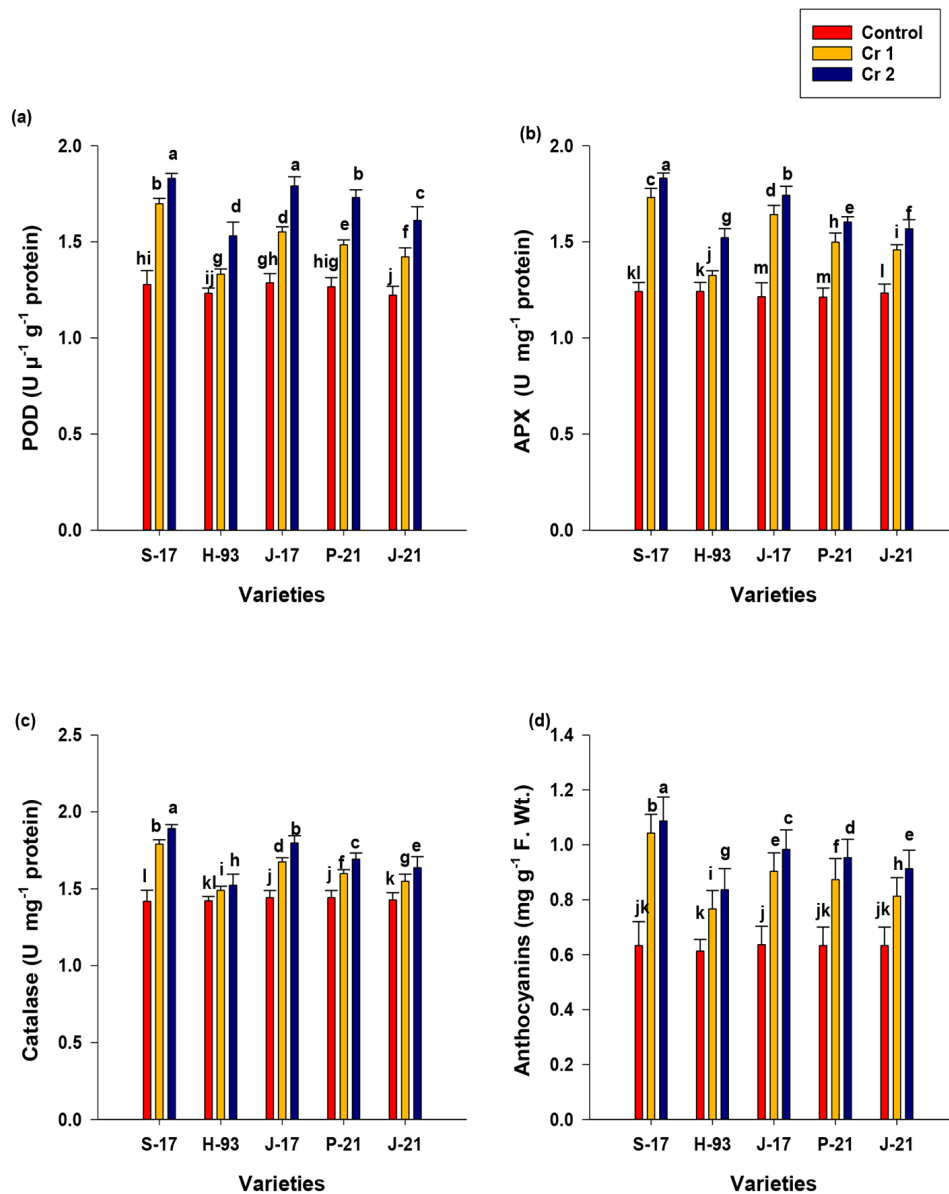 Control
Cr 1
Cr 2
(a)
2.0
1.5
1.0
0.5
0.0
POD (U µ-1 g-1 protein)
hi b a
ij g d
gh d a
hig e b
j f c
S-17 H-93 J-17 P-21 J-21
Varieties
(b)
2.0
1.5
1.0
0.5
0.0
APX (U mg-1 protein)
kl c a
k j g
m d b
m h e
l i f
S-17 H-93 J-17 P-21 J-21
Varieties
(c)
2.5
2.0
1.5
1.0
0.5
0.0
Catalase (U mg-1 protein)
l b a
kl i h
j d b
j f c
k g e
S-17 H-93 J-17 P-21 J-21
Varieties
(d)
1.4
1.2
1.0
0.8
0.6
0.4
0.2
0.0
Anthocyanins (mg g-1 F. Wt.)
jk b a
k i g
j e c
jk f d
jk h e
S-17 H-93 J-17 P-21 J-21
Varieties